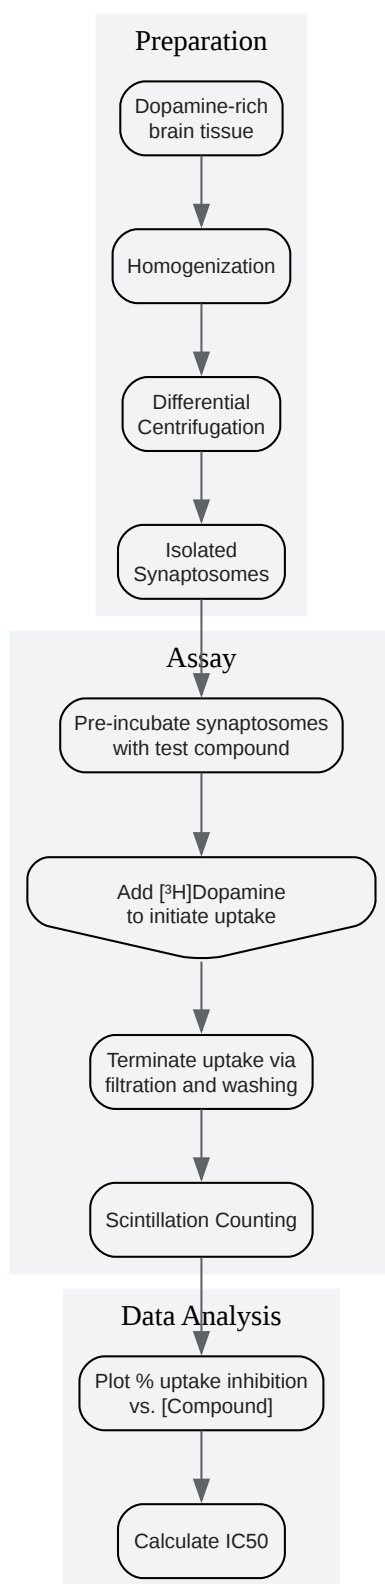 Preparation
Dopamine-rich
brain tissue
Homogenization
Differential
Centrifugation
Isolated
Synaptosomes
Assay
Pre-incubate synaptosomes
with test compound
Add [³H]Dopamine
to initiate uptake
Terminate uptake via
filtration and washing
Scintillation Counting
Data Analysis
Plot % uptake inhibition
vs. [Compound]
Calculate IC50